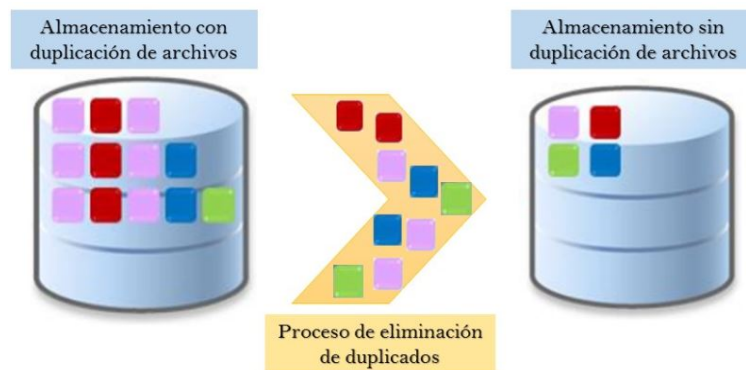 Almacenamiento con
duplicación de archivos
Almacenamiento sin
duplicación de archivos
Proceso de eliminación
de duplicados